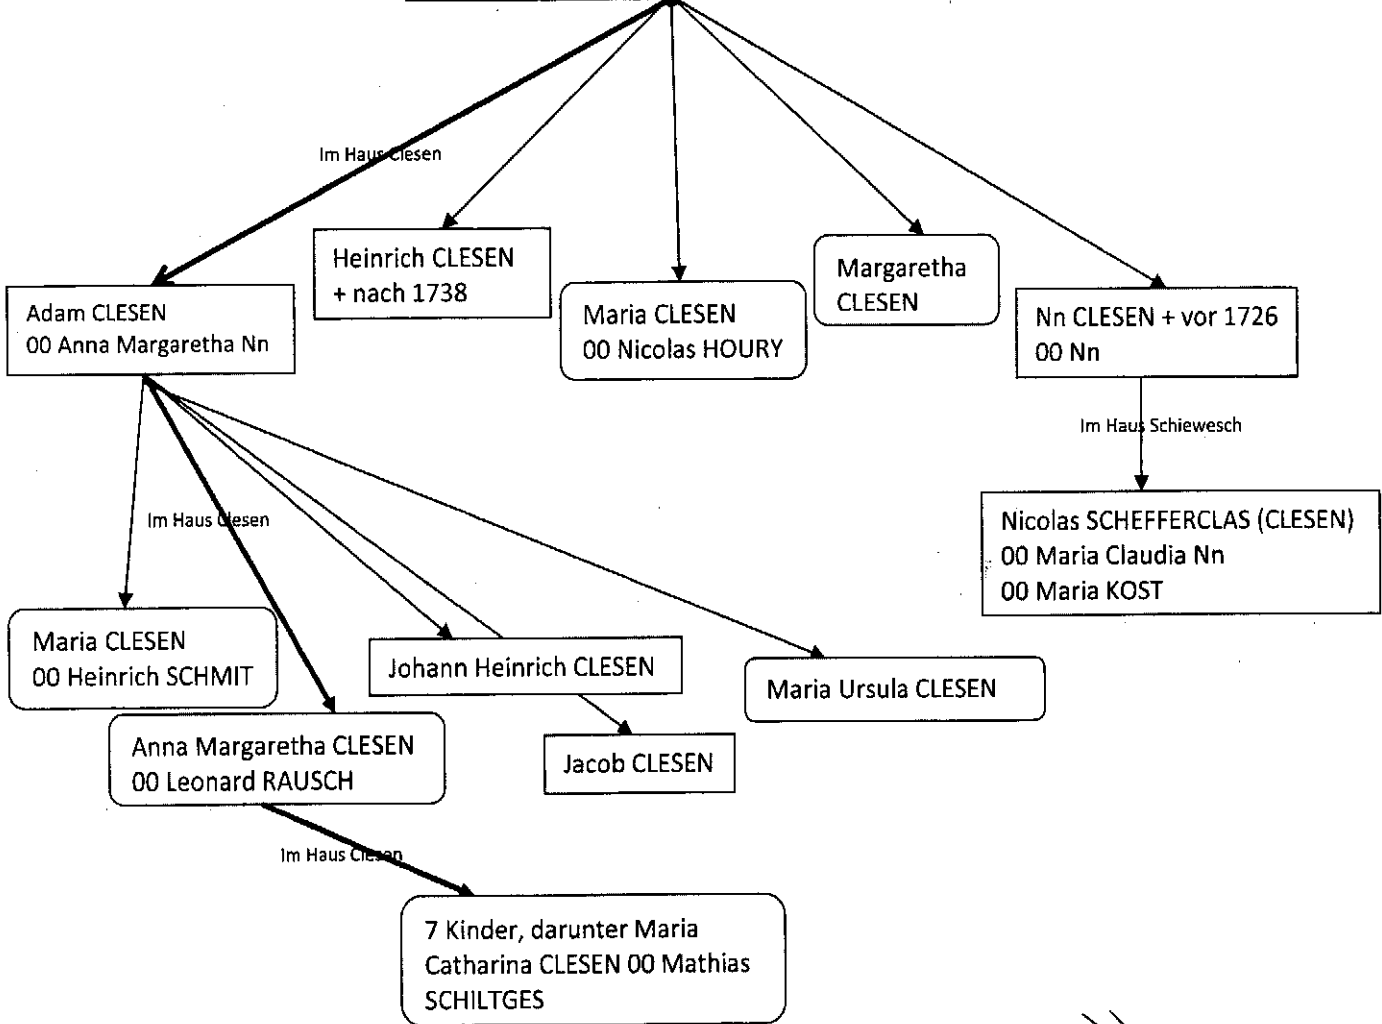 Im Haus Clesen
Heinrich CLESEN
+ nach 1738
Margaretha
CLESEN
Adam CLESEN
00 Anna Margaretha Nn
Maria CLESEN
00 Nicolas HOURY
Nn CLESEN + vor 1726
00 Nn
Im Haus Schiewesch
Im Haus Clesen
Nicolas SCHEFFERCLAS (CLESEN)
00 Maria Claudia Nn
00 Maria KOST
Maria CLESEN
00 Heinrich SCHMIT
Johann Heinrich CLESEN
Maria Ursula CLESEN
Anna Margaretha CLESEN
00 Leonard RAUSCH
Jacob CLESEN
Im Haus Clesen
7 Kinder, darunter Maria
Catharina CLESEN 00 Mathias
SCHILTGES